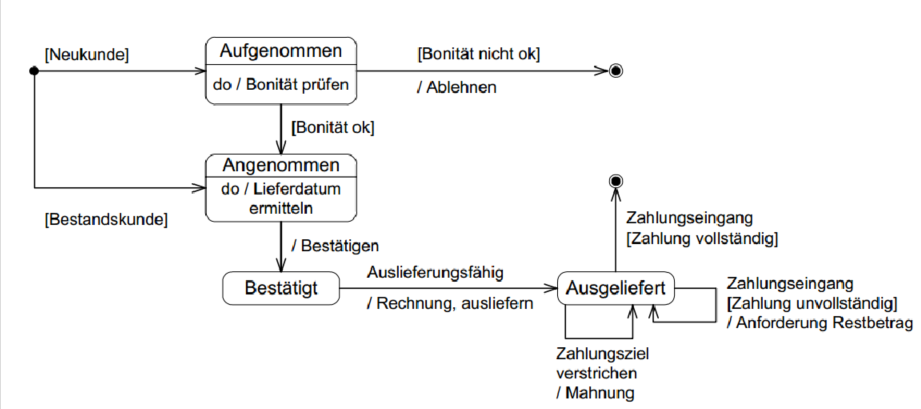 [Neukunde]
Aufgenommen
do / Bonität prüfen
[Bonität nicht ok]
/ Ablehnen
[Bonität ok]
Angenommen
do / Lieferdatum
ermitteln
[Bestandskunde]
/ Bestätigen
Bestätigt
Auslieferungsfähig
/ Rechnung, ausliefern
Ausgeliefert
Zahlungseingang
[Zahlung vollständig]
Zahlungseingang
[Zahlung unvollständig]
/ Anforderung Restbetrag
Zahlungsziel
verstrichen
/ Mahnung